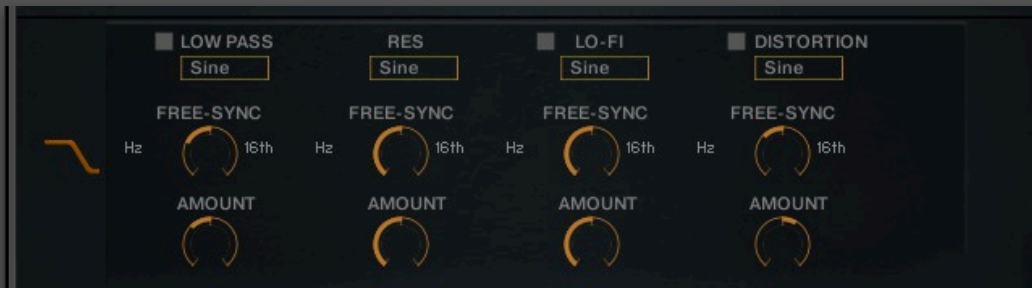 LOW PASS RES LO-FI DISTORTION
Sine Sine Sine Sine
FREE-SYNC FREE-SYNC FREE-SYNC FREE-SYNC
Hz 16th Hz 16th Hz 16th Hz 16th
AMOUNT AMOUNT AMOUNT AMOUNT